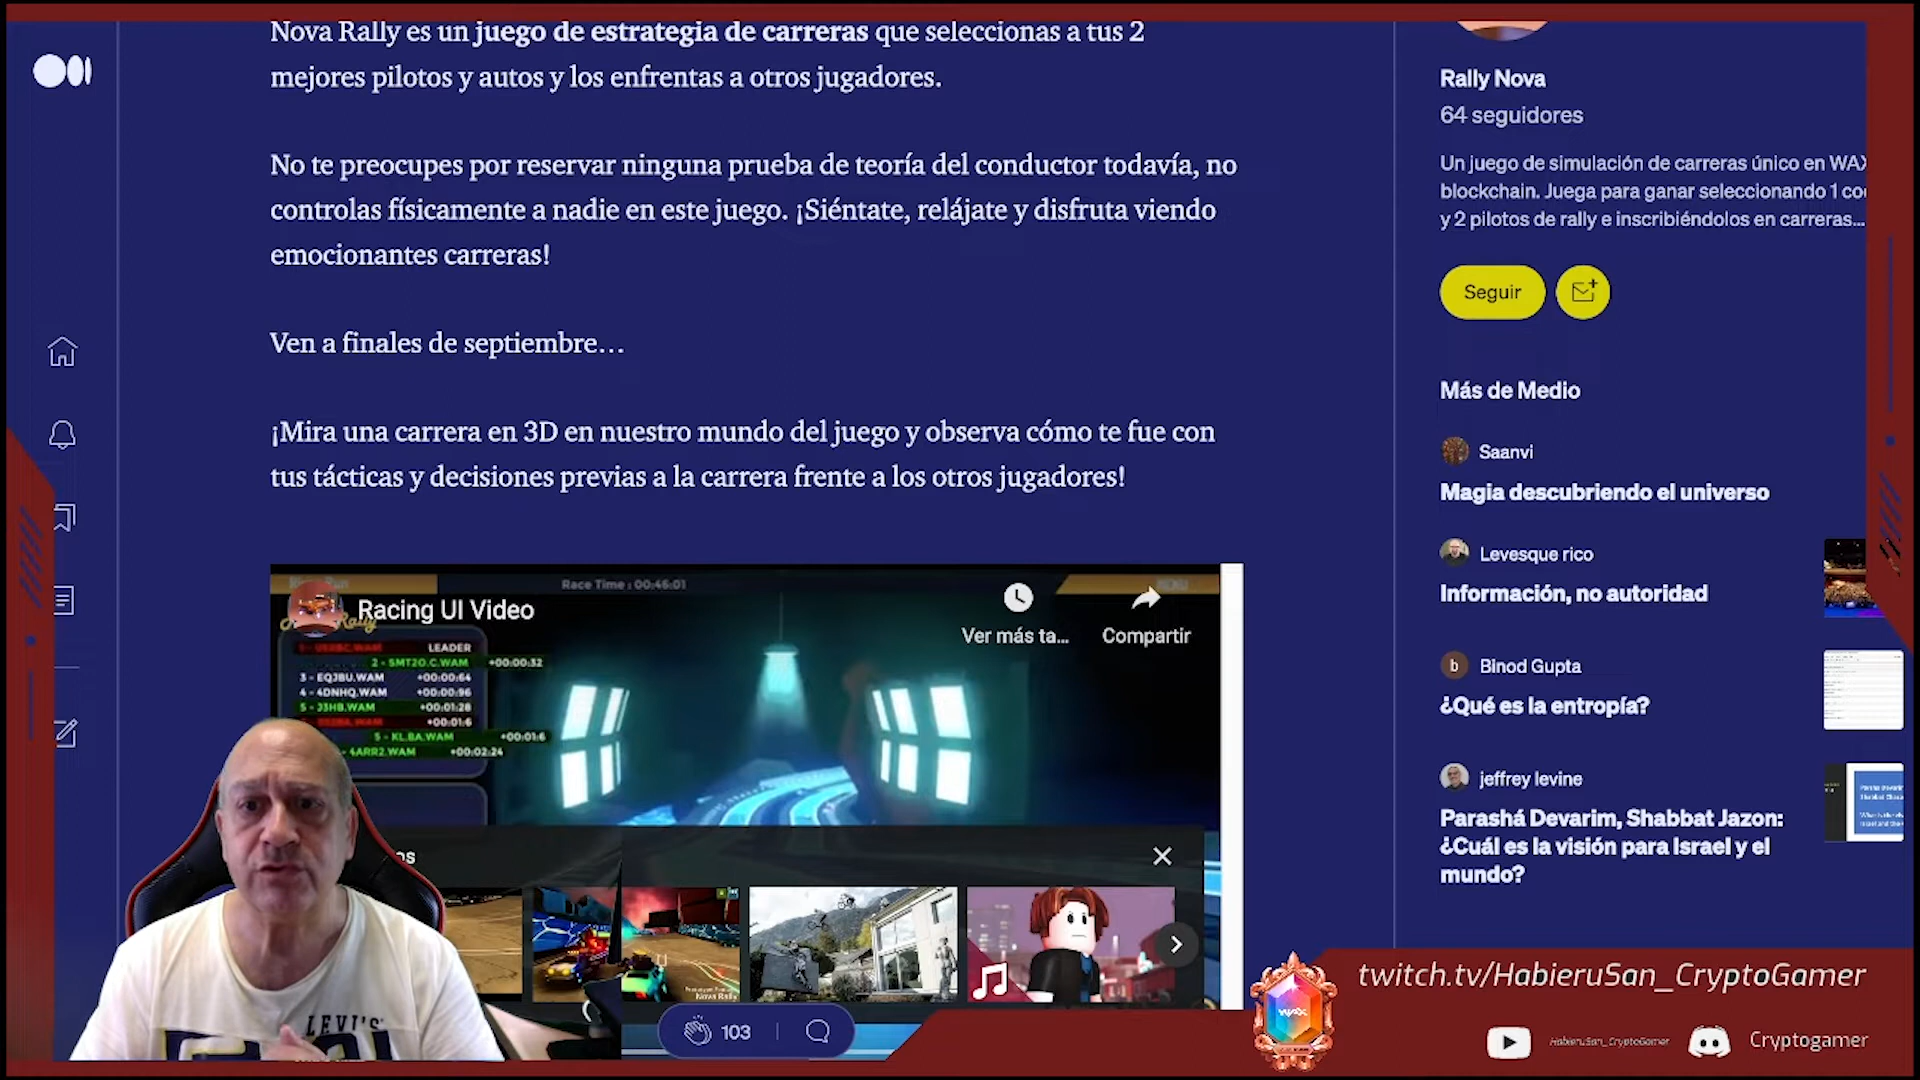 Nova Rally es un juego de estrategia de carreras que seleccionas a tus 2
mejores pilotos y autos y los enfrentas a otros jugadores.
No te preocupes por reservar ninguna prueba de teoría del conductor todavía, no
controlas físicamente a nadie en este juego. ¡Siéntate, relájate y disfruta viendo
emocionantes carreras!
Ven a finales de septiembre…
¡Mira una carrera en 3D en nuestro mundo del juego y observa cómo te fue con
tus tácticas y decisiones previas a la carrera frente a los otros jugadores!
Race Time : 00:46:01
Racing UI Video
Ver más ta...
Compartir
Rally
LEADER
2 - SMT2O.C.WAM +00:00:32
3 - EQJBU.WAM +00:00:64
4 - 4DNHQ.WAM +00:00:96
5 - J3HB.WAM +00:01:28
+00:01:6
5 - KL.BA.WAM +00:01:6
4ARR2.WAM +00:02:24
os
Nova Rally
LEVI'S
103
Rally Nova
64 seguidores
Un juego de simulación de carreras único en WAX
blockchain. Juega para ganar seleccionando 1 co
y 2 pilotos de rally e inscribiéndolos en carreras...
Seguir
Más de Medio
Saanvi
Magia descubriendo el universo
Levesque rico
Información, no autoridad
b Binod Gupta
¿Qué es la entropía?
jeffrey levine
Parashá Devarim, Shabbat Jazon:
¿Cuál es la visión para Israel y el
mundo?
WAX
twitch.tv/HabieruSan_CryptoGamer
HabieruSan_CryptoGamer
Cryptogamer